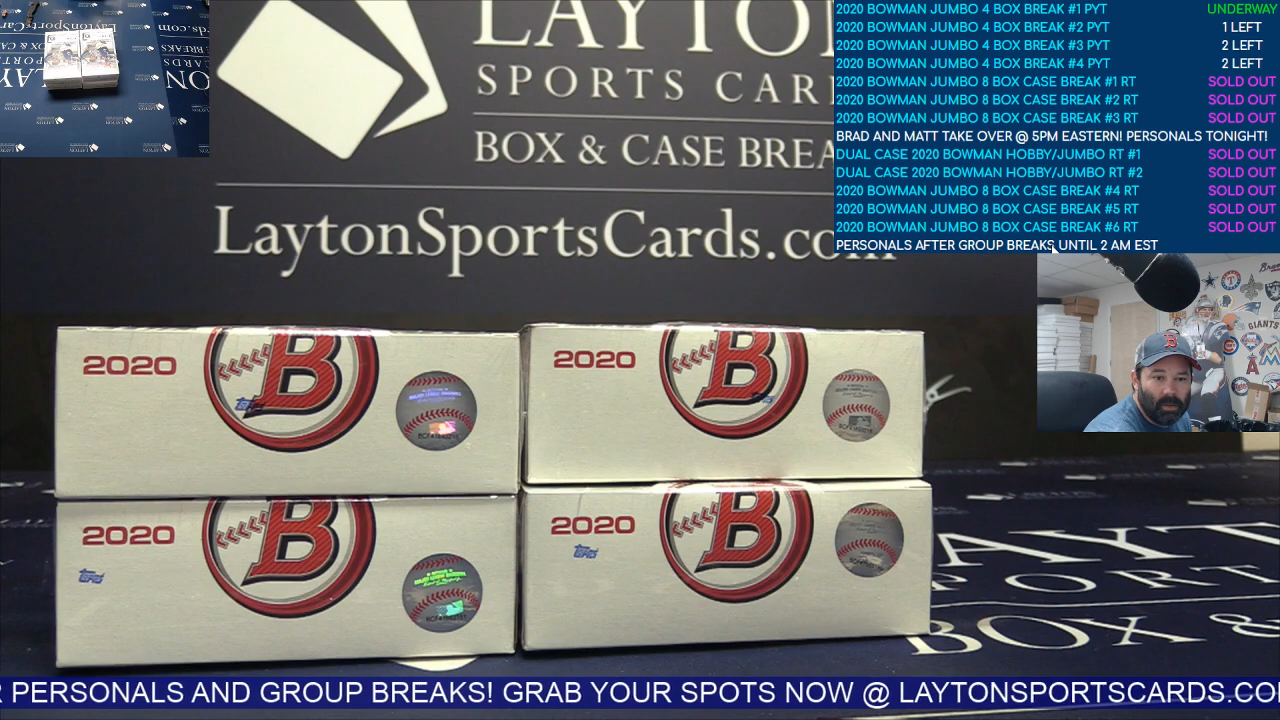 2020 BOWMAN JUMBO 4 BOX BREAK #1 PYT UNDERWAY
2020 BOWMAN JUMBO 4 BOX BREAK #2 PYT 1 LEFT
2020 BOWMAN JUMBO 4 BOX BREAK #3 PYT 2 LEFT
2020 BOWMAN JUMBO 4 BOX BREAK #4 PYT 2 LEFT
2020 BOWMAN JUMBO 8 BOX CASE BREAK #1 RT SOLD OUT
2020 BOWMAN JUMBO 8 BOX CASE BREAK #2 RT SOLD OUT
2020 BOWMAN JUMBO 8 BOX CASE BREAK #3 RT SOLD OUT
BRAD AND MATT TAKE OVER @ 5PM EASTERN! PERSONALS TONIGHT!
DUAL CASE 2020 BOWMAN HOBBY/JUMBO RT #1 SOLD OUT
DUAL CASE 2020 BOWMAN HOBBY/JUMBO RT #2 SOLD OUT
2020 BOWMAN JUMBO 8 BOX CASE BREAK #4 RT SOLD OUT
2020 BOWMAN JUMBO 8 BOX CASE BREAK #5 RT SOLD OUT
2020 BOWMAN JUMBO 8 BOX CASE BREAK #6 RT SOLD OUT
PERSONALS AFTER GROUP BREAKS UNTIL 2 AM EST
LAYTO
SPORTS CAR
BOX & CASE BREA
LaytonSportsCards.co
2020 B
2020 B
2020 B
Topps
2020 B
Topps
GIANTS
AYT
PORT
BOX &
R PERSONALS AND GROUP BREAKS! GRAB YOUR SPOTS NOW @ LAYTONSPORTSCARDS.CO